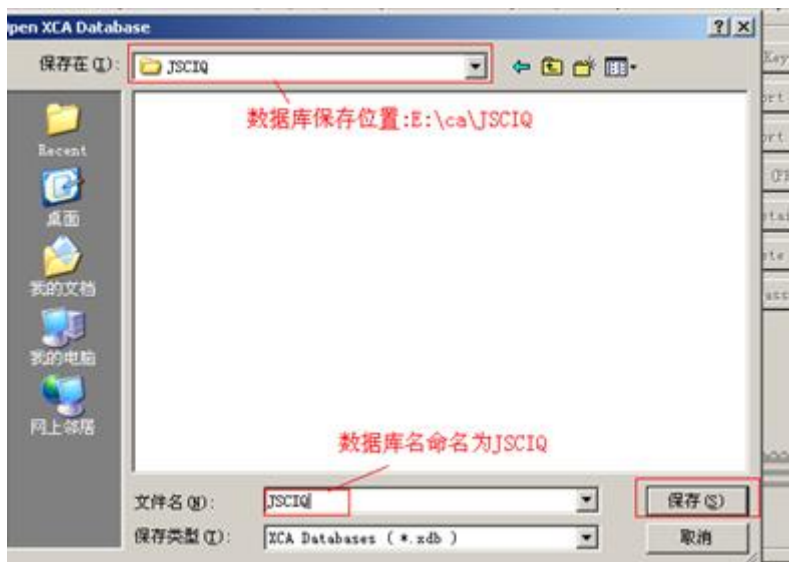 pen XCA Database
保存在(I):
JSCIQ
数据库保存位置:E:\ca\JSCIQ
Recent
桌面
我的文档
我的电脑
网上邻居
数据库名命名为JSCIQ
文件名(N):
JSCIQ
保存(S)
保存类型(T):
XCA Databases ( *.xdb )
取消